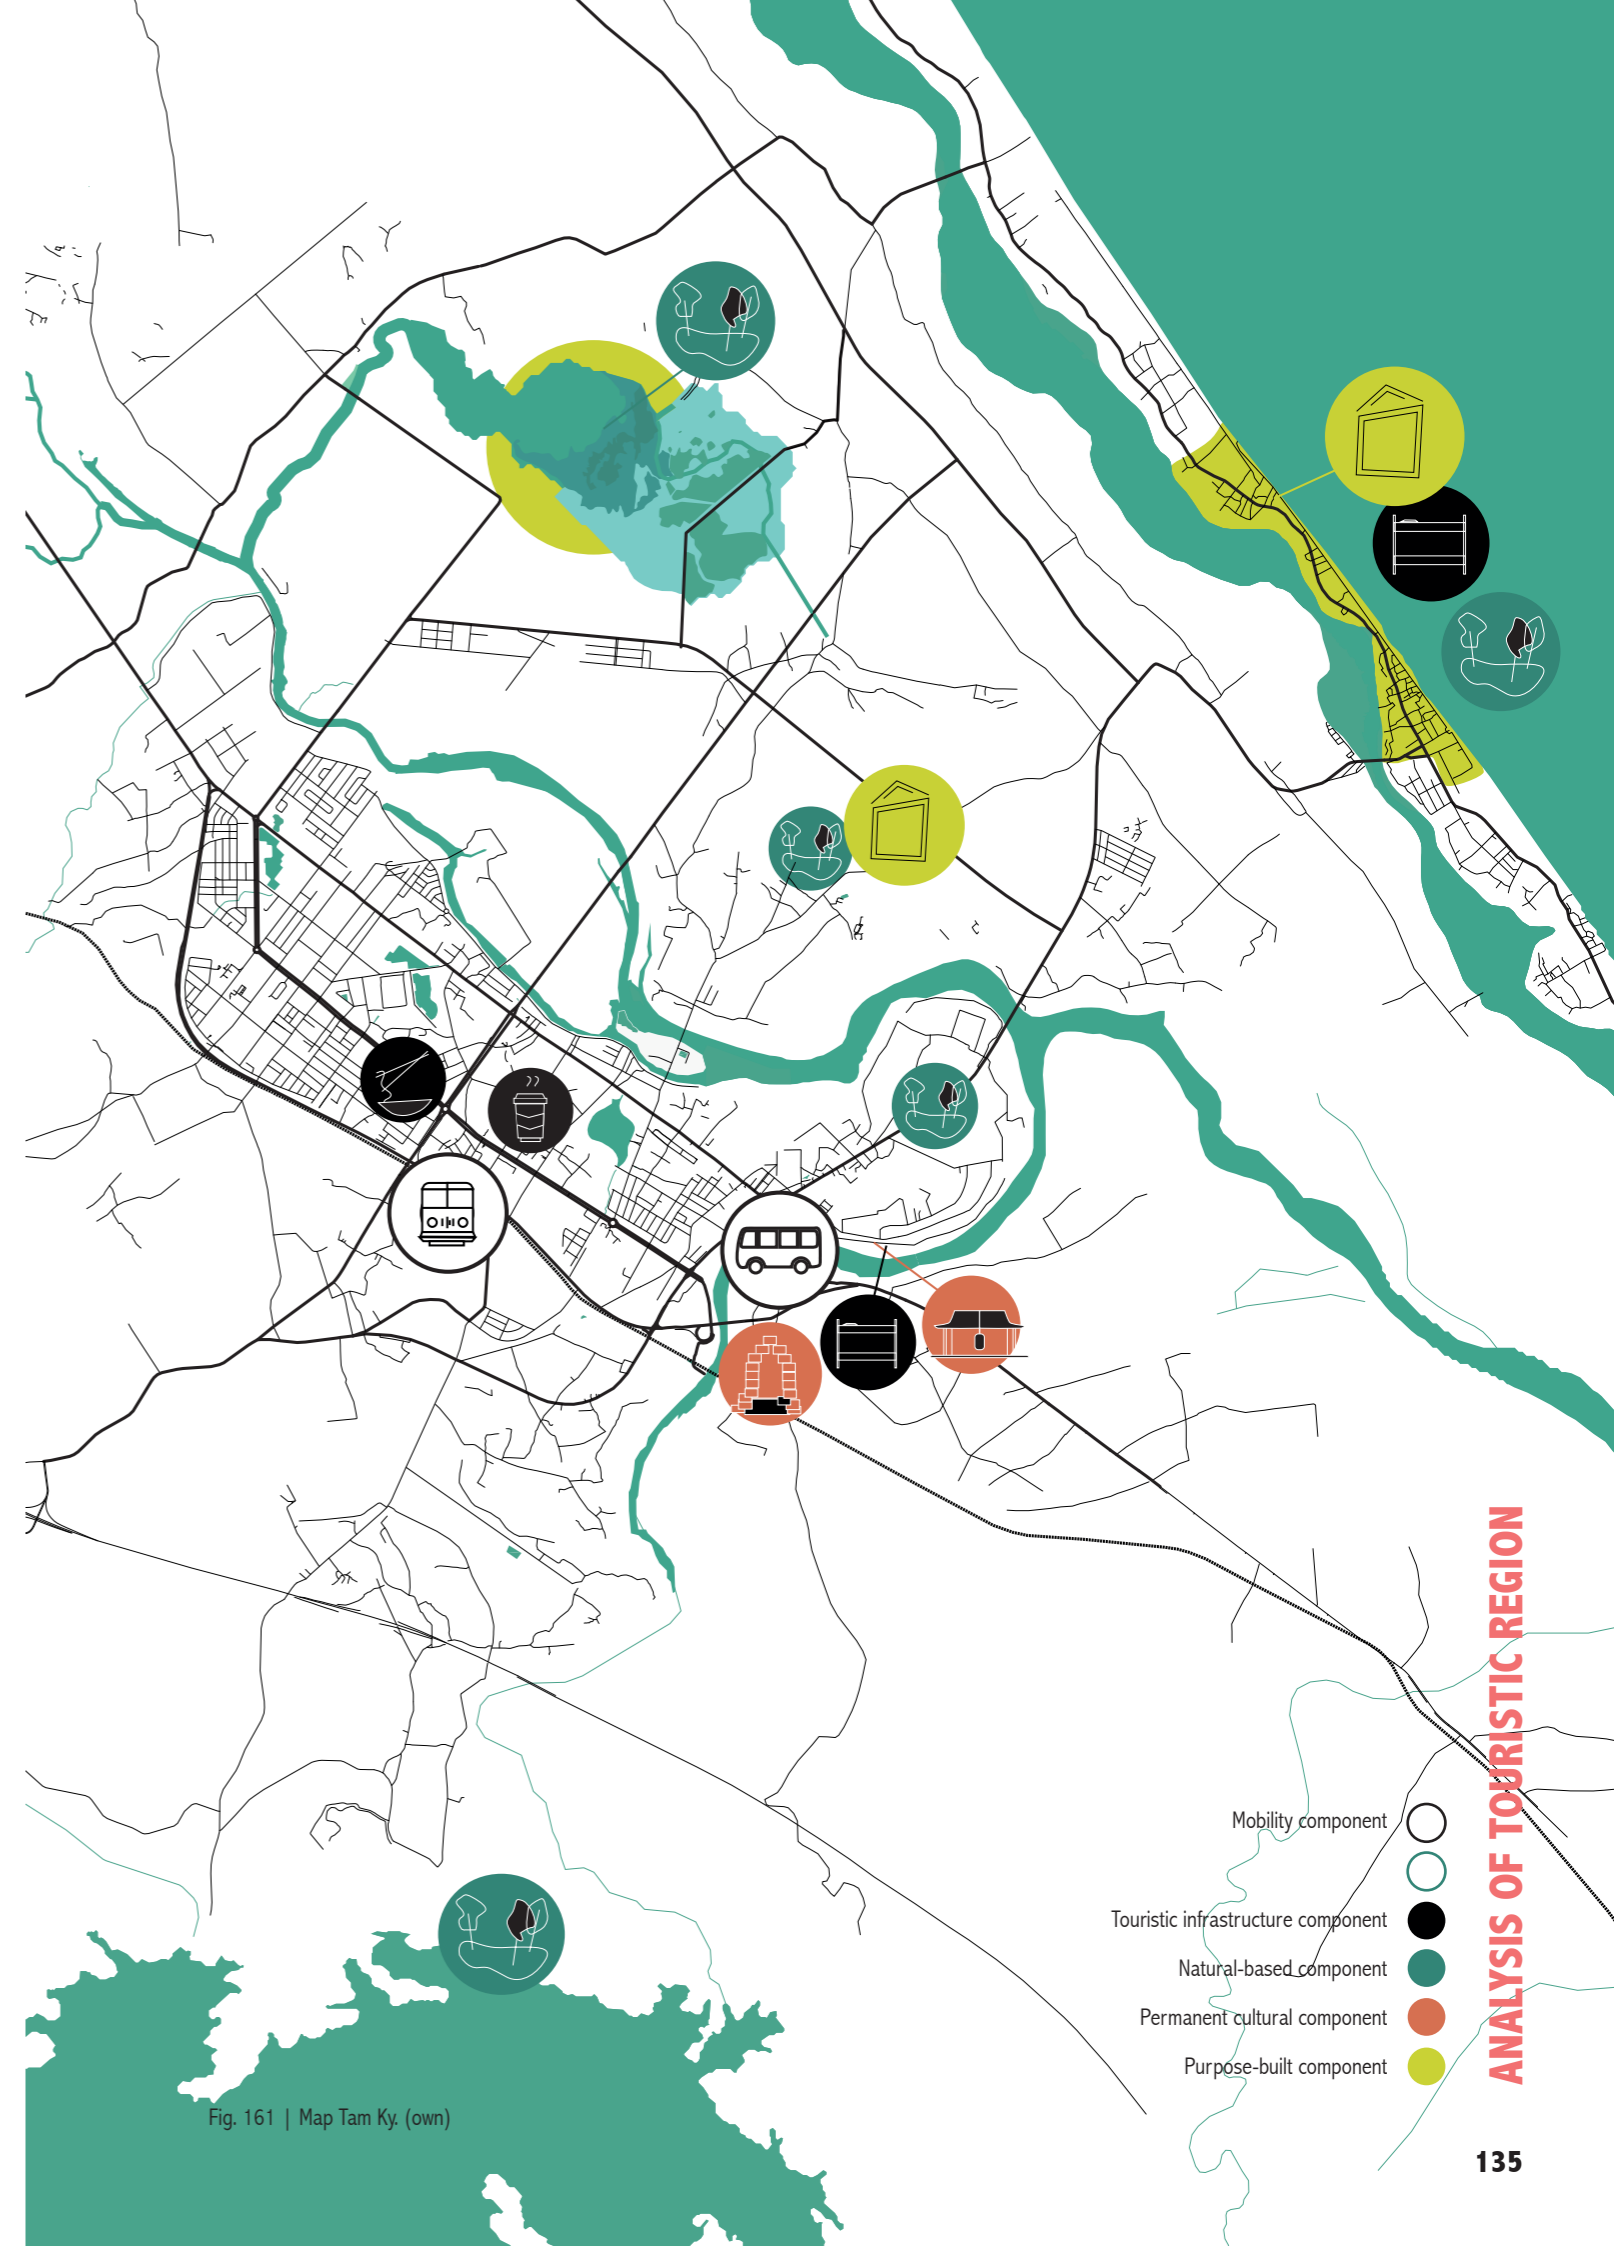 ANALYSIS OF TOURISTIC REGION
Mobility component
Touristic infrastructure component
Natural-based component
Permanent cultural component
Purpose-built component
Fig. 161 | Map Tam Ky. (own)
135